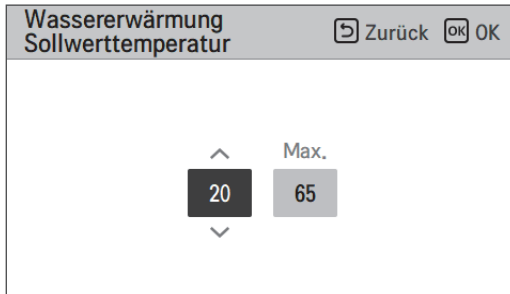 Wassererwärmung
Sollwerttemperatur
Zurück OK OK
Max.
20 65